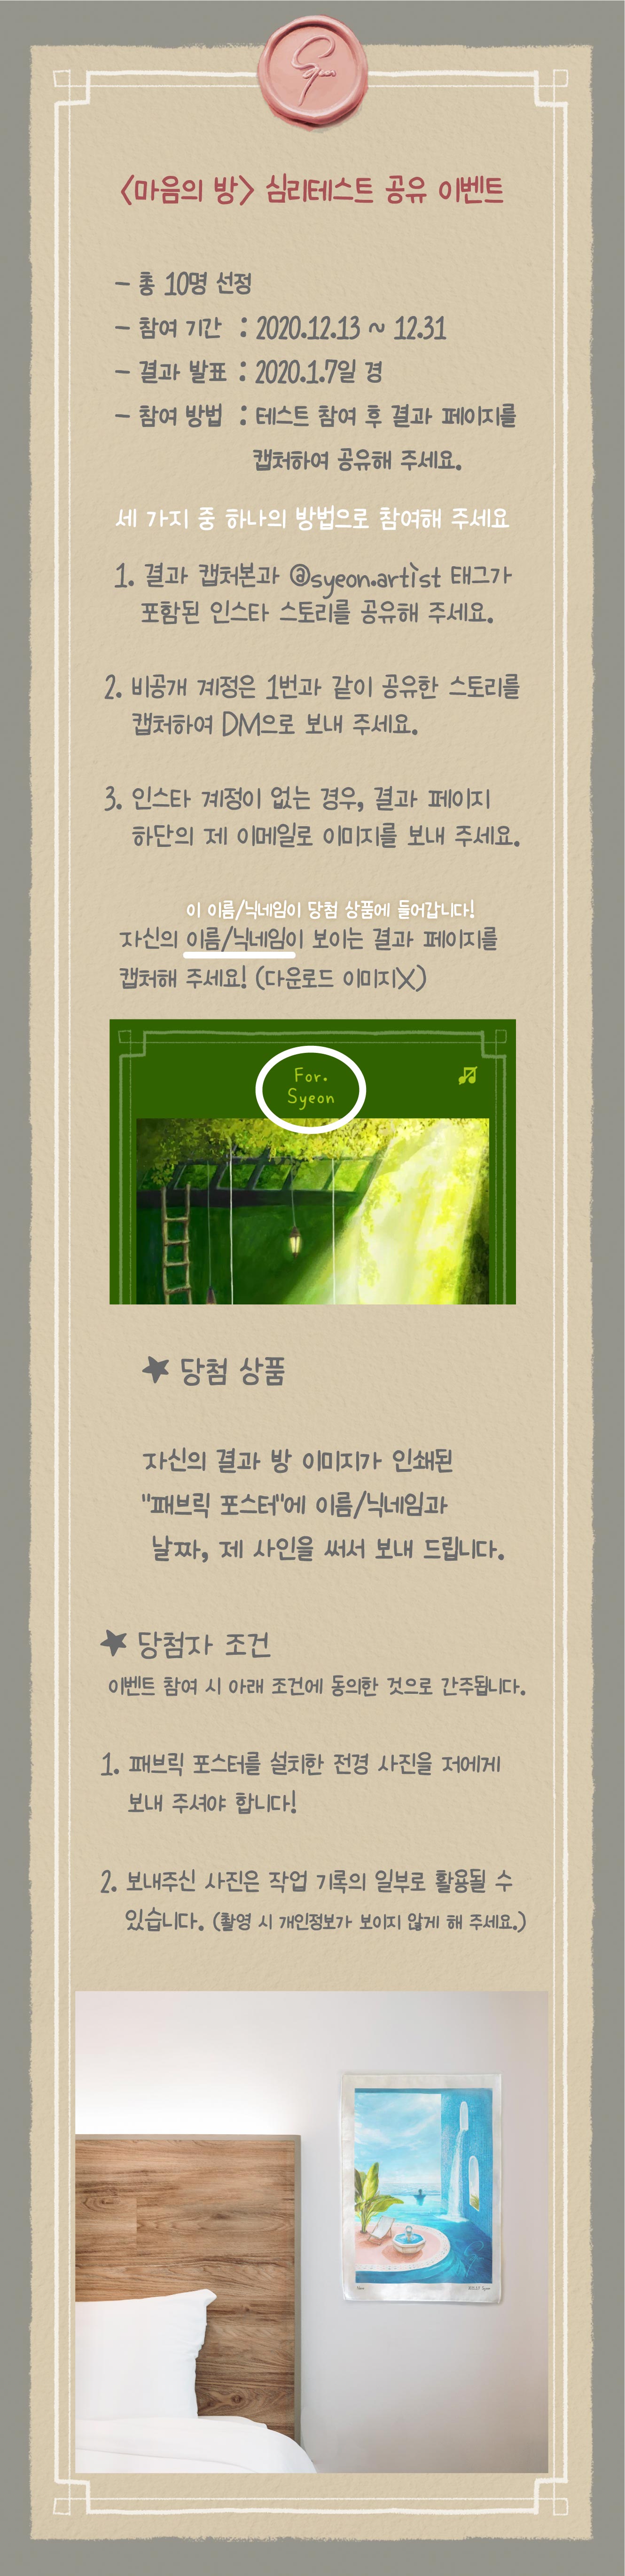 <마음의 방> 심리테스트 공유 이벤트
- 총 10명 선정
- 참여 기간 : 2020.12.13 ~ 12.31
- 결과 발표 : 2020.1.7일 경
- 참여 방법 : 테스트 참여 후 결과 페이지를
캡처하여 공유해 주세요.
세 가지 중 하나의 방법으로 참여해 주세요
1. 결과 캡처본과 @syeon.artist 태그가
포함된 인스타 스토리를 공유해 주세요.
2. 비공개 계정은 1번과 같이 공유한 스토리를
캡처하여 DM으로 보내 주세요.
3. 인스타 계정이 없는 경우, 결과 페이지
하단의 제 이메일로 이미지를 보내 주세요.
이 이름/닉네임이 당첨 상품에 들어갑니다!
자신의 이름/닉네임이 보이는 결과 페이지를
캡처해 주세요! (다운로드 이미지X)
For.
Syeon
★ 당첨 상품
자신의 결과 방 이미지가 인쇄된
"패브릭 포스터"에 이름/닉네임과
날짜, 제 사인을 써서 보내 드립니다.
★ 당첨자 조건
이벤트 참여 시 아래 조건에 동의한 것으로 간주됩니다.
1. 패브릭 포스터를 설치한 전경 사진을 저에게
보내 주셔야 합니다!
2. 보내주신 사진은 작업 기록의 일부로 활용될 수
있습니다. (촬영 시 개인정보가 보이지 않게 해 주세요.)